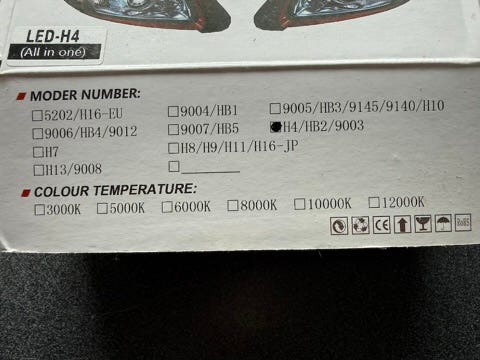 LED-H4
(All in one)
MODER NUMBER:
5202/H16-EU 9004/HB1 9005/HB3/9145/9140/H10
9006/HB4/9012 9007/HB5 H4/HB2/9003
H7 H8/H9/H11/H16-JP
H13/9008
COLOUR TEMPERATURE:
3000K 5000K 6000K 8000K 10000K 12000K
CE RoHS